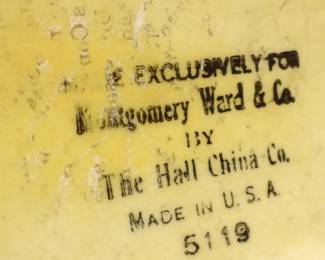 EXCLUSIVELY FOR
Montgomery Ward & Co.
BY
The Hall China Co.
MADE IN U.S.A.
5119